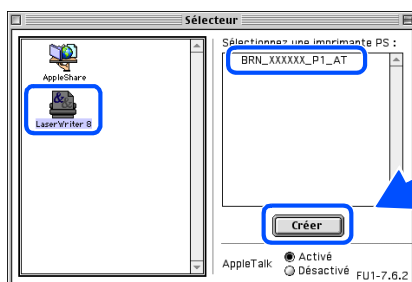 Sélecteur
AppleShare
LaserWriter 8
Sélectionnez une imprimante PS :
BRN_XXXXXX_P1_AT
Créer
AppleTalk
Activé
Désactivé
FU1-7.6.2